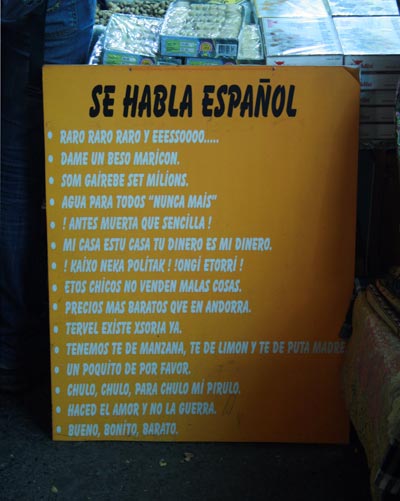 SE HABLA ESPAÑOL
• RARO RARO RARO Y EEESSOOOO.....
• DAME UN BESO MARICON.
• SOM GAIREBE SET MILIONS.
• AGUA PARA TODOS "NUNCA MAIS"
• ! ANTES MUERTA QUE SENCILLA !
• MI CASA ESTU CASA TU DINERO ES MI DINERO.
• ! KAIXO NEKA POLITAK ! !ONGI ETORRI !
• ETOS CHICOS NO VENDEN MALAS COSAS.
• PRECIOS MAS BARATOS QVE EN ANDORRA.
• TERVEL EXISTE XSORIA YA.
• TENEMOS TE DE MANZANA, TE DE LIMON Y TE DE PUTA MADRE
• UN POQUITO DE POR FAVOR.
• CHULO, CHULO, PARA CHULO MI PIRULO.
• HACED EL AMOR Y NO LA GUERRA.
• BUENO, BONITO, BARATO.